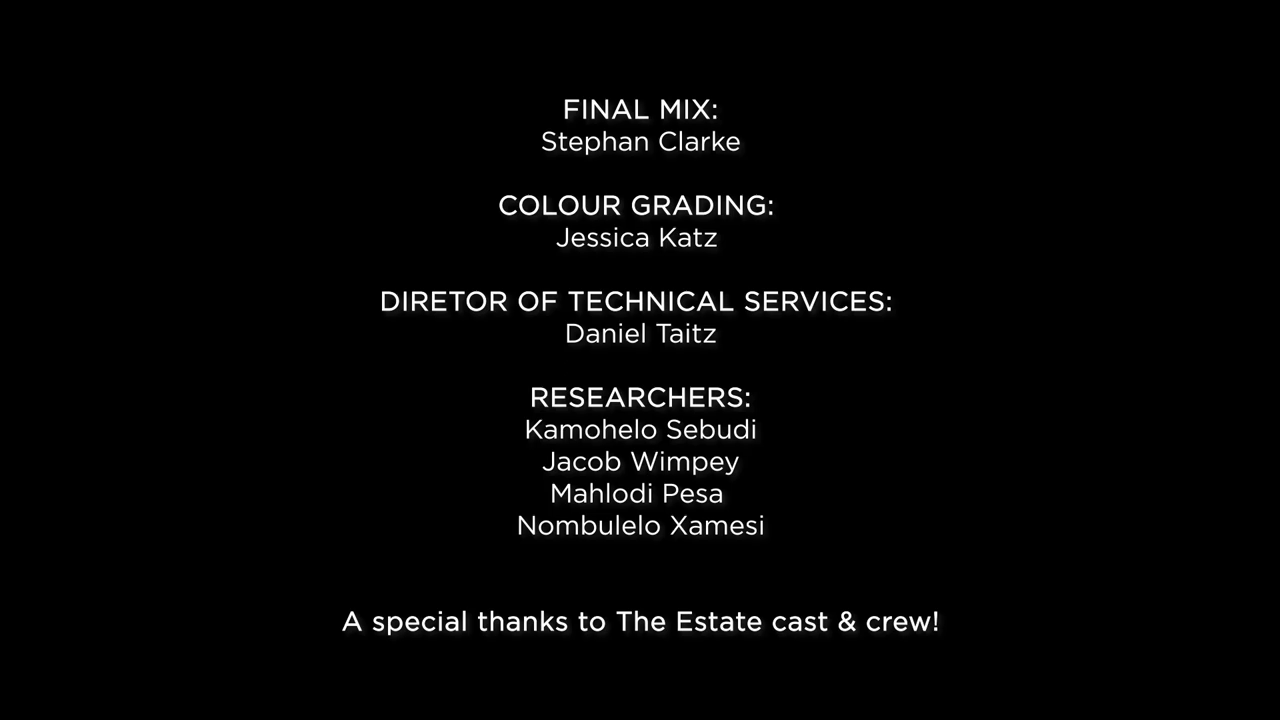 FINAL MIX:
Stephan Clarke
COLOUR GRADING:
Jessica Katz
DIRETOR OF TECHNICAL SERVICES:
Daniel Taitz
RESEARCHERS:
Kamohelo Sebudi
Jacob Wimpey
Mahlodi Pesa
Nombulelo Xamesi
A special thanks to The Estate cast & crew!